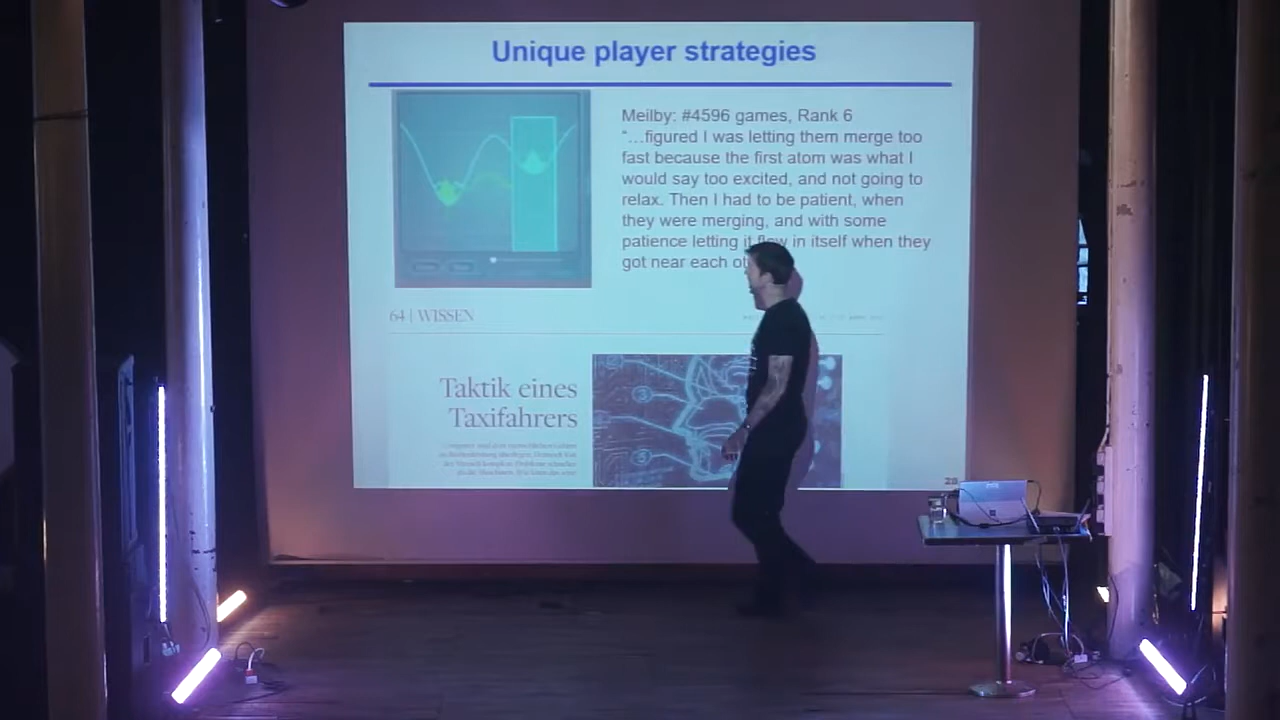 Unique player strategies
Meilby: #4596 games, Rank 6
“...figured I was letting them merge too
fast because the first atom was what I
would say too excited, and not going to
relax. Then I had to be patient, when
they were merging, and with some
patience letting it flow in itself when they
got near each
64 | WISSEN
Taktik eines
Taxifahrers
3
5
28